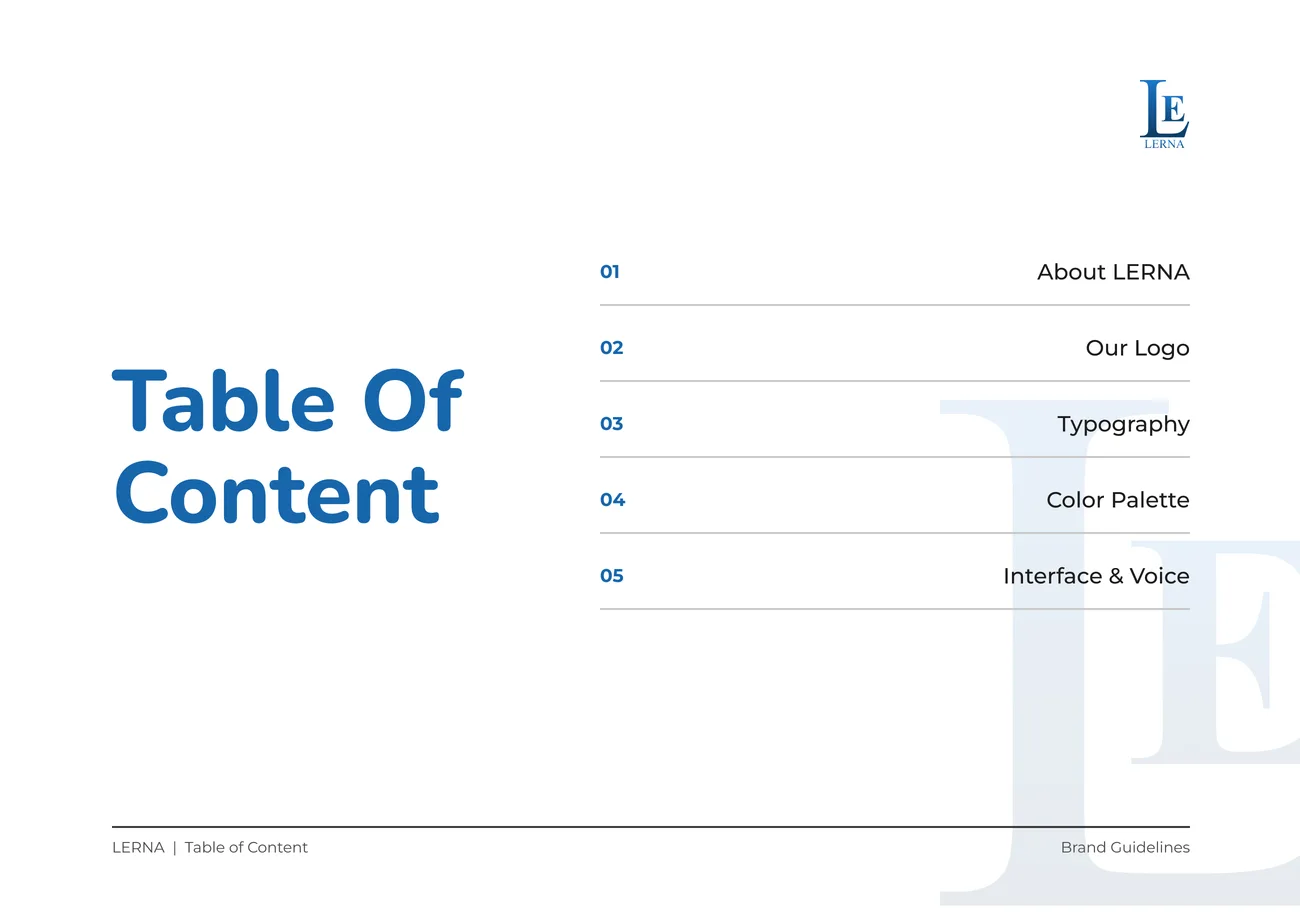 LE
LERNA
01 About LERNA
02 Our Logo
Table Of
Content
03 Typography
04 Color Palette
05 Interface & Voice
LE
LERNA | Table of Content Brand Guidelines